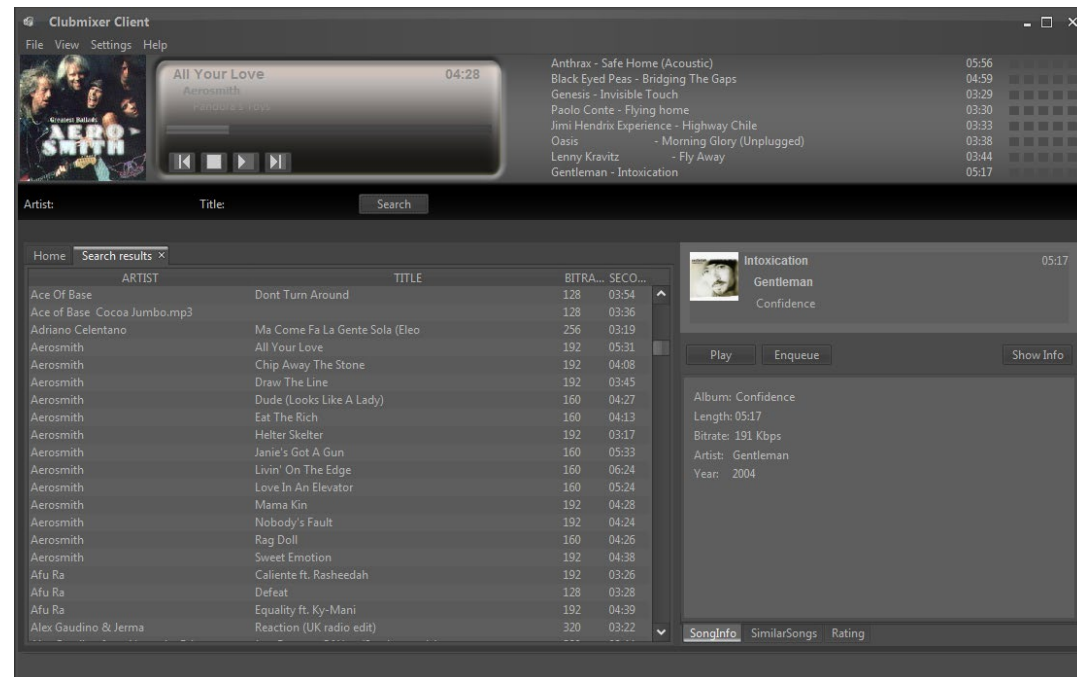 Clubmixer Client
File View Settings Help
Greatest Ballads
AERO
SMITH
All Your Love 04:28
Aerosmith
Pandora's Toys
Anthrax - Safe Home (Acoustic) 05:56
Black Eyed Peas - Bridging The Gaps 04:59
Genesis - Invisible Touch 03:29
Paolo Conte - Flying home 03:30
Jimi Hendrix Experience - Highway Chile 03:33
Oasis - Morning Glory (Unplugged) 03:38
Lenny Kravitz - Fly Away 03:44
Gentleman - Intoxication 05:17
Artist: Title: Search
Home Search results ×
ARTIST TITLE BITRA... SECO...
Ace Of Base Dont Turn Around 128 03:54
Ace of Base Cocoa Jumbo.mp3 128 03:36
Adriano Celentano Ma Come Fa La Gente Sola (Eleo 256 03:19
Aerosmith All Your Love 192 05:31
Aerosmith Chip Away The Stone 192 04:08
Aerosmith Draw The Line 192 03:45
Aerosmith Dude (Looks Like A Lady) 160 04:27
Aerosmith Eat The Rich 160 04:13
Aerosmith Helter Skelter 192 03:17
Aerosmith Janie's Got A Gun 160 05:33
Aerosmith Livin' On The Edge 160 06:24
Aerosmith Love In An Elevator 160 05:24
Aerosmith Mama Kin 192 04:28
Aerosmith Nobody's Fault 192 04:24
Aerosmith Rag Doll 160 04:26
Aerosmith Sweet Emotion 192 04:38
Afu Ra Caliente ft. Rasheedah 192 03:26
Afu Ra Defeat 128 03:28
Afu Ra Equality ft. Ky-Mani 192 04:39
Alex Gaudino & Jerma Reaction (UK radio edit) 320 03:22
Intoxication 05:17
Gentleman
Confidence
Play Enqueue Show Info
Album: Confidence
Length: 05:17
Bitrate: 191 Kbps
Artist: Gentleman
Year: 2004
SongInfo SimilarSongs Rating